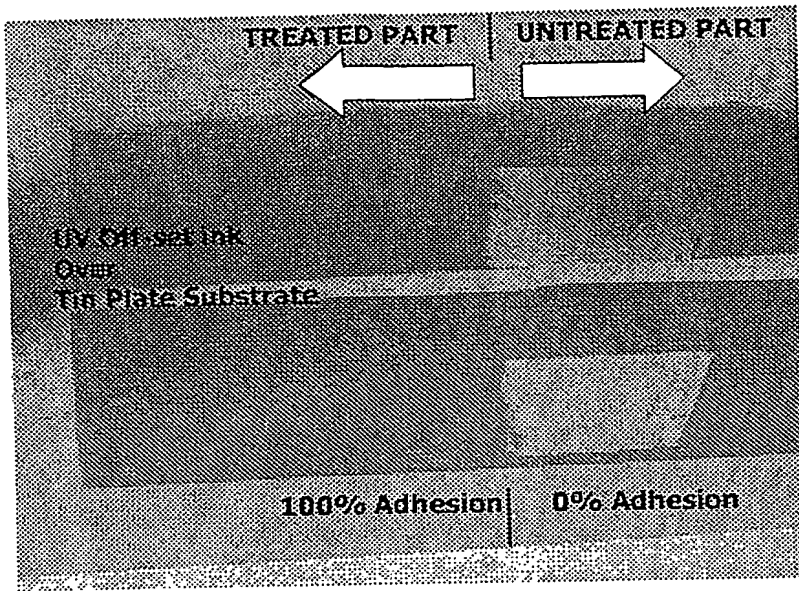 TREATED PART
UNTREATED PART
UV Off-set Ink
Over
Tin Plate Substrate
100% Adhesion
0% Adhesion